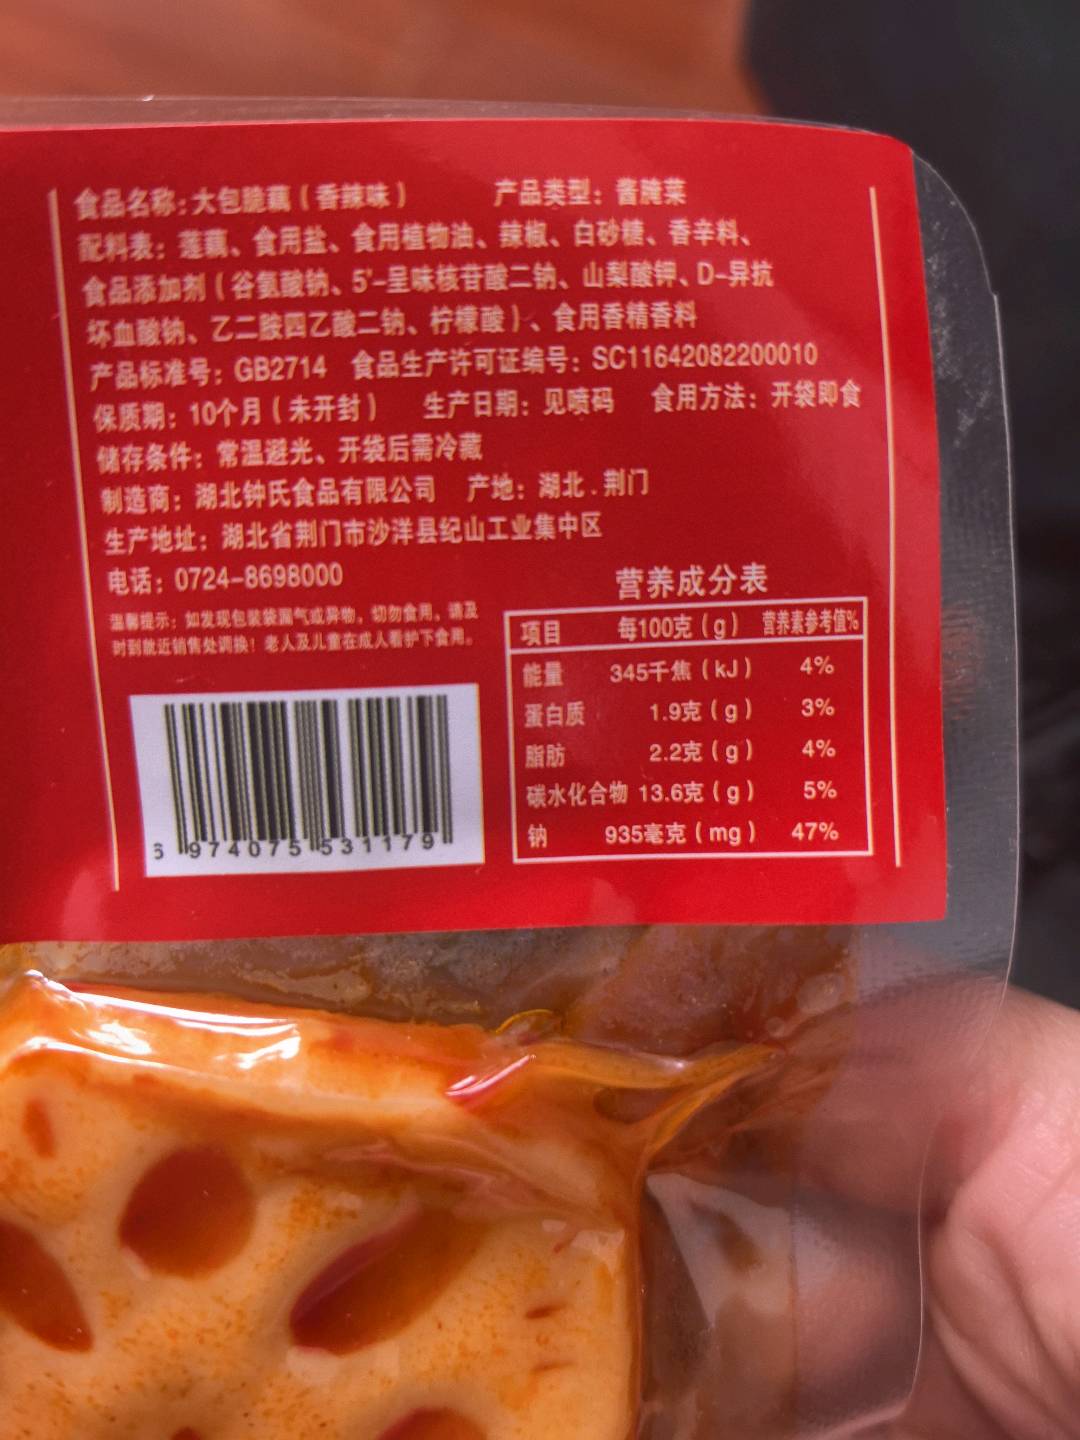 食品名称:大包脆藕(香辣味) 产品类型:酱腌菜
配料表:莲藕、食用盐、食用植物油、辣椒、白砂糖、香辛料、
食品添加剂(谷氨酸钠、5'-呈味核苷酸二钠、山梨酸钾、D-异抗
坏血酸钠、乙二胺四乙酸二钠、柠檬酸)、食用香精香料
产品标准号:GB2714 食品生产许可证编号:SC11642082200010
保质期:10个月(未开封) 生产日期:见喷码 食用方法:开袋即食
储存条件:常温避光、开袋后需冷藏
制造商:湖北钟氏食品有限公司 产地:湖北.荆门
生产地址:湖北省荆门市沙洋县纪山工业集中区
电话:0724-8698000
温馨提示:如发现包装袋漏气或异物,切勿食用,请及
时到就近销售处调换!老人及儿童在成人看护下食用。
6 974075 531179
营养成分表
项目 每100克(g) 营养素参考值%
能量 345千焦(kJ) 4%
蛋白质 1.9克(g) 3%
脂肪 2.2克(g) 4%
碳水化合物 13.6克(g) 5%
钠 935毫克(mg) 47%